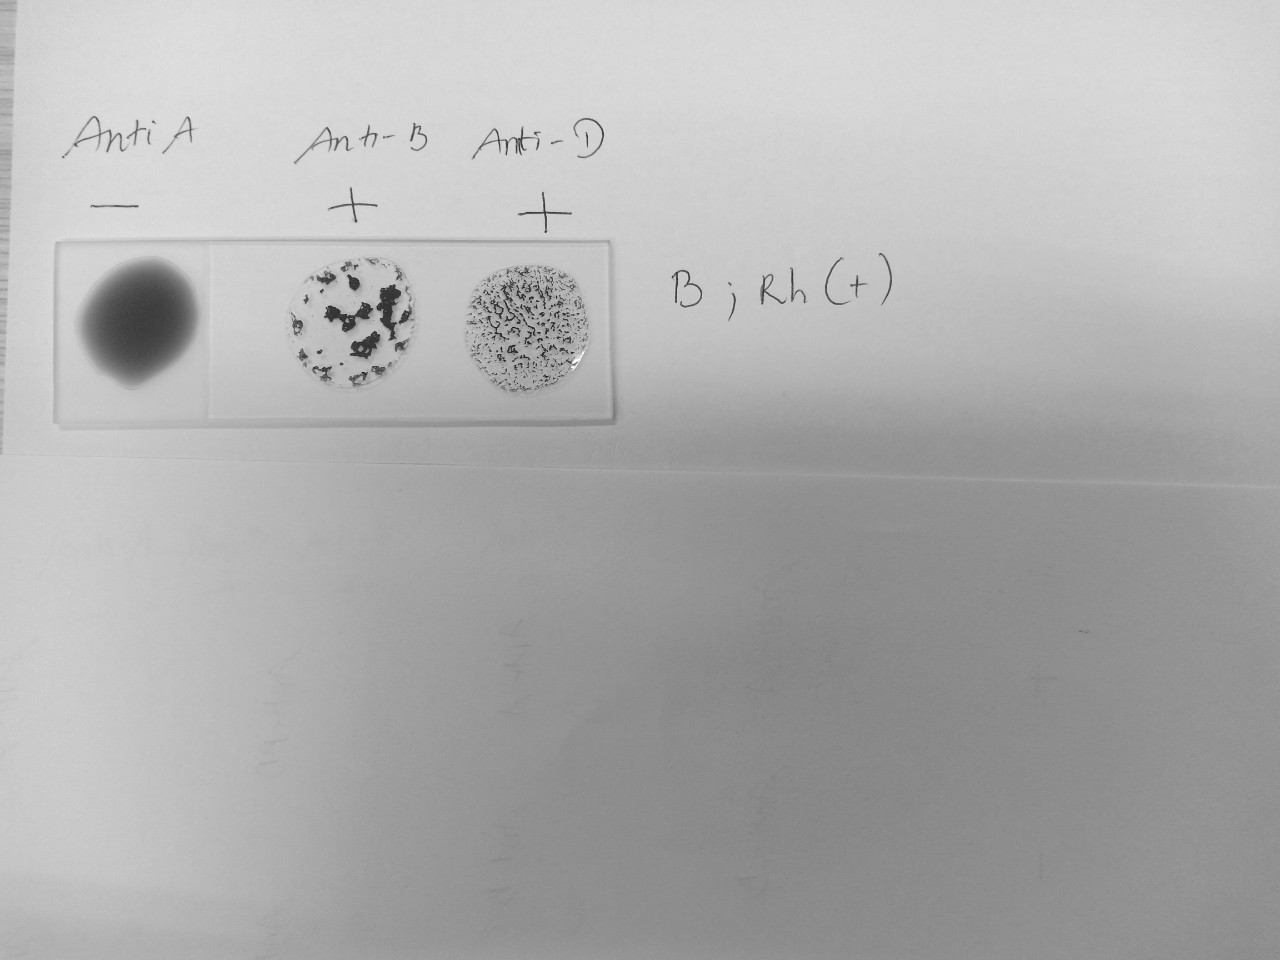 Anti A Anti-B Anti-D
— + +
B ; Rh (+)